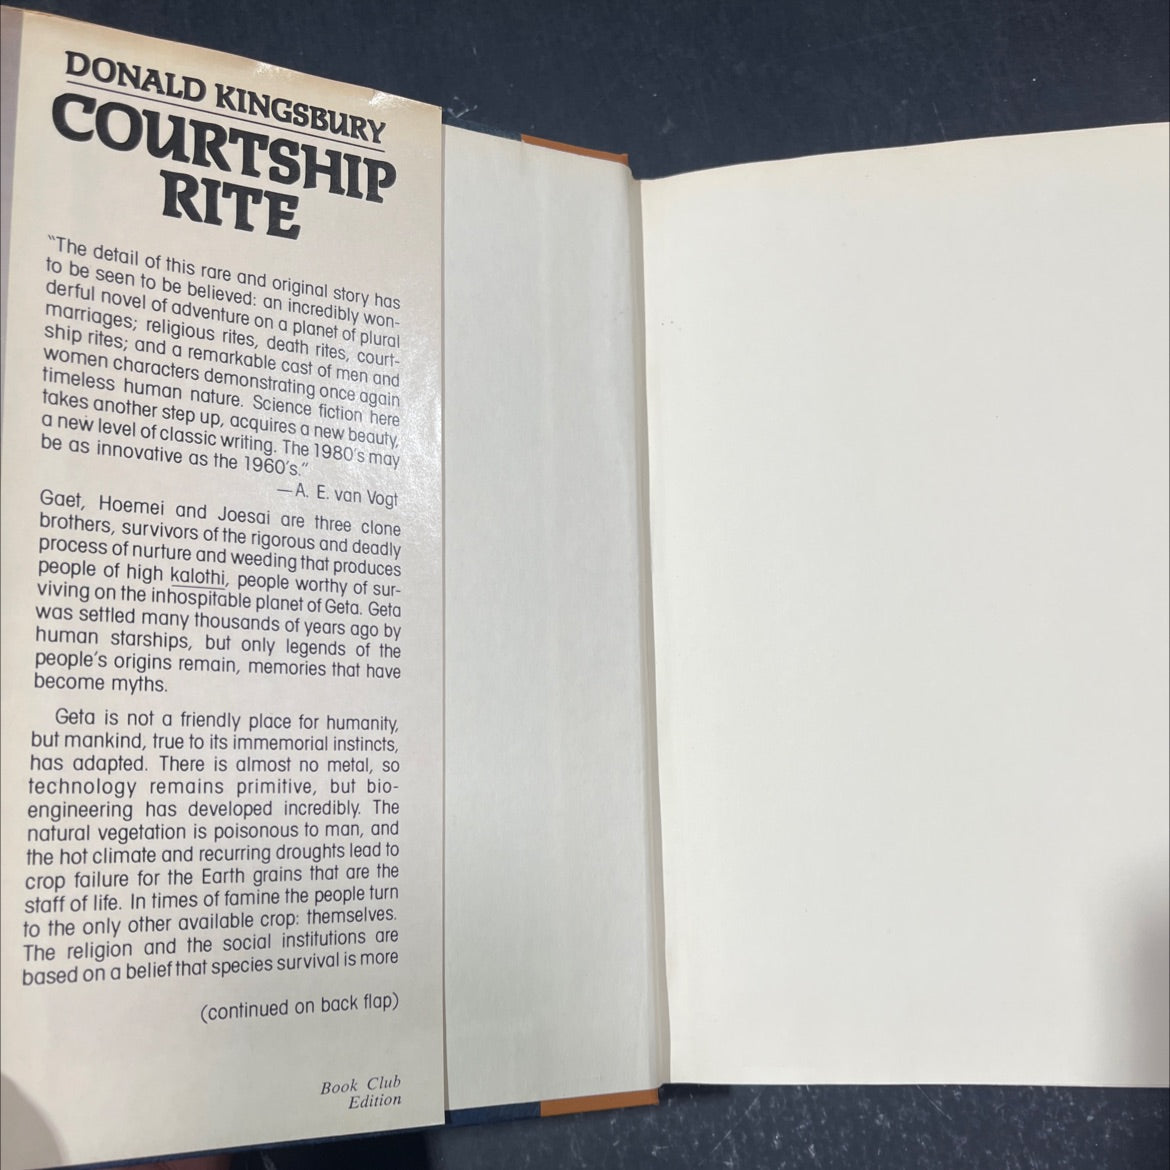 DONALD KINGSBURY
COURTSHIP
RITE
"The detail of this rare and original story has
to be seen to be believed: an incredibly won-
derful novel of adventure on a planet of plural
marriages; religious rites, death rites, court-
ship rites; and a remarkable cast of men and
women characters demonstrating once again
timeless human nature. Science fiction here
takes another step up, acquires a new beauty,
a new level of classic writing. The 1980's may
be as innovative as the 1960's."
—A. E. van Vogt
Gaet, Hoemei and Joesai are three clone
brothers, survivors of the rigorous and deadly
process of nurture and weeding that produces
people of high kalothi, people worthy of sur-
viving on the inhospitable planet of Geta. Geta
was settled many thousands of years ago by
human starships, but only legends of the
people's origins remain, memories that have
become myths.
Geta is not a friendly place for humanity,
but mankind, true to its immemorial instincts,
has adapted. There is almost no metal, so
technology remains primitive, but bio-
engineering has developed incredibly. The
natural vegetation is poisonous to man, and
the hot climate and recurring droughts lead to
crop failure for the Earth grains that are the
staff of life. In times of famine the people turn
to the only other available crop: themselves.
The religion and the social institutions are
based on a belief that species survival is more
(continued on back flap)
Book Club
Edition